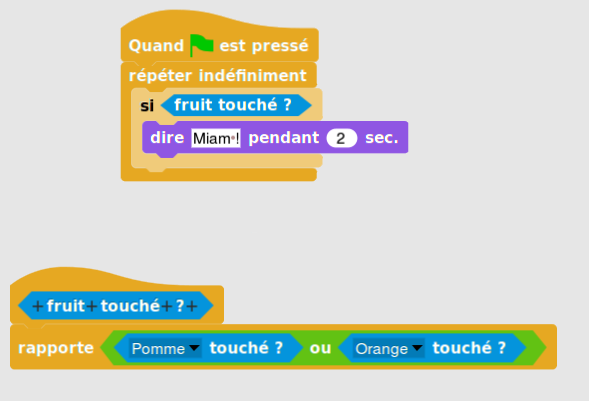 Quand est pressé
répéter indéfiniment
si fruit touché ?
dire Miam·! pendant 2 sec.
+fruit+touché+?+
rapporte Pomme touché ? ou Orange touché ?